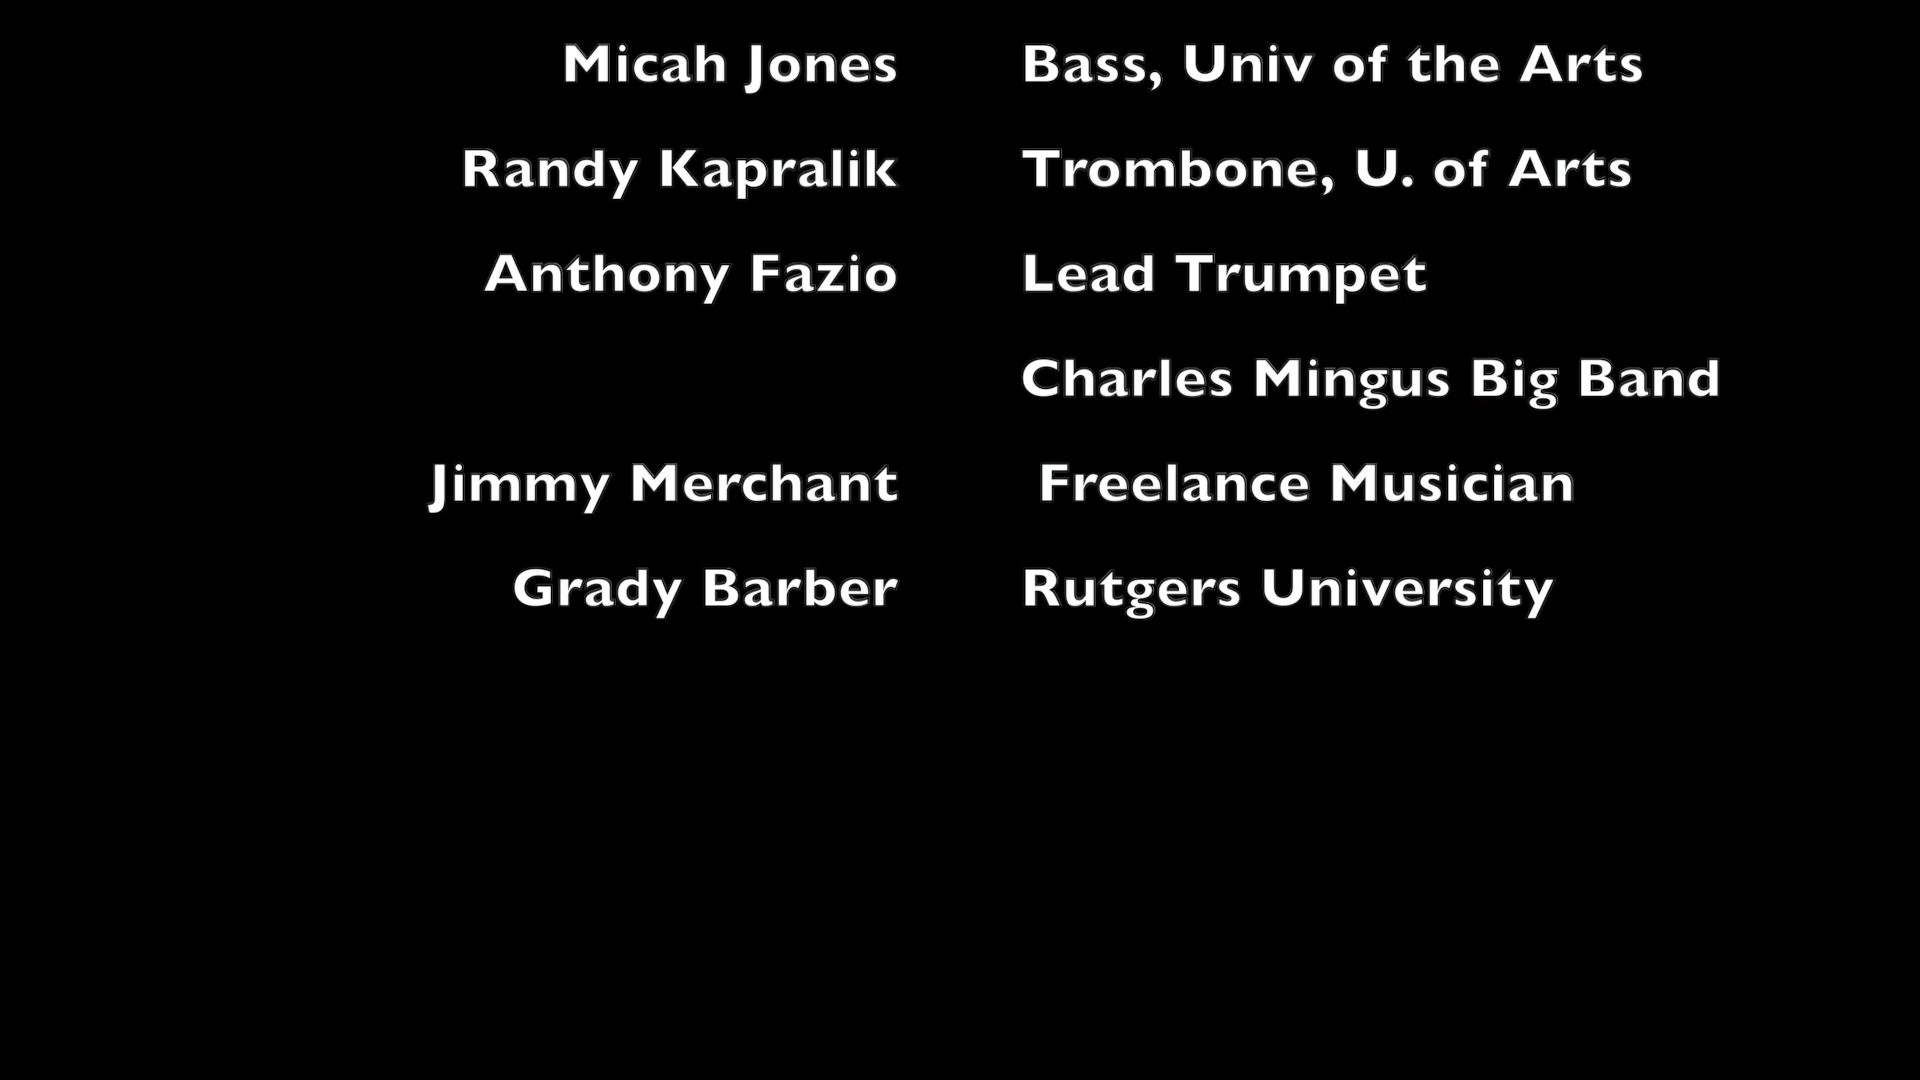 Micah Jones Bass, Univ of the Arts
Randy Kapralik Trombone, U. of Arts
Anthony Fazio Lead Trumpet
Charles Mingus Big Band
Jimmy Merchant Freelance Musician
Grady Barber Rutgers University